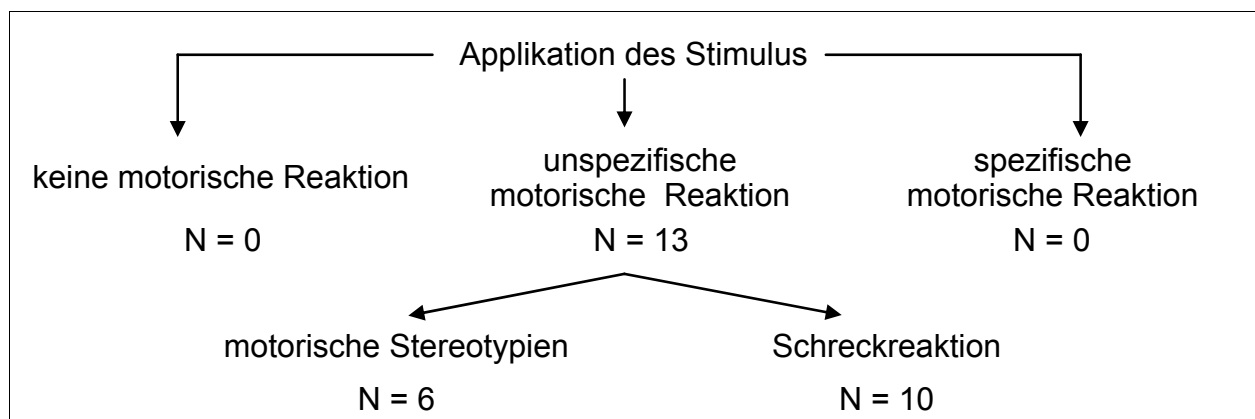 Applikation des Stimulus
keine motorische Reaktion
N = 0
unspezifische
motorische Reaktion
N = 13
spezifische
motorische Reaktion
N = 0
motorische Stereotypien
N = 6
Schreckreaktion
N = 10